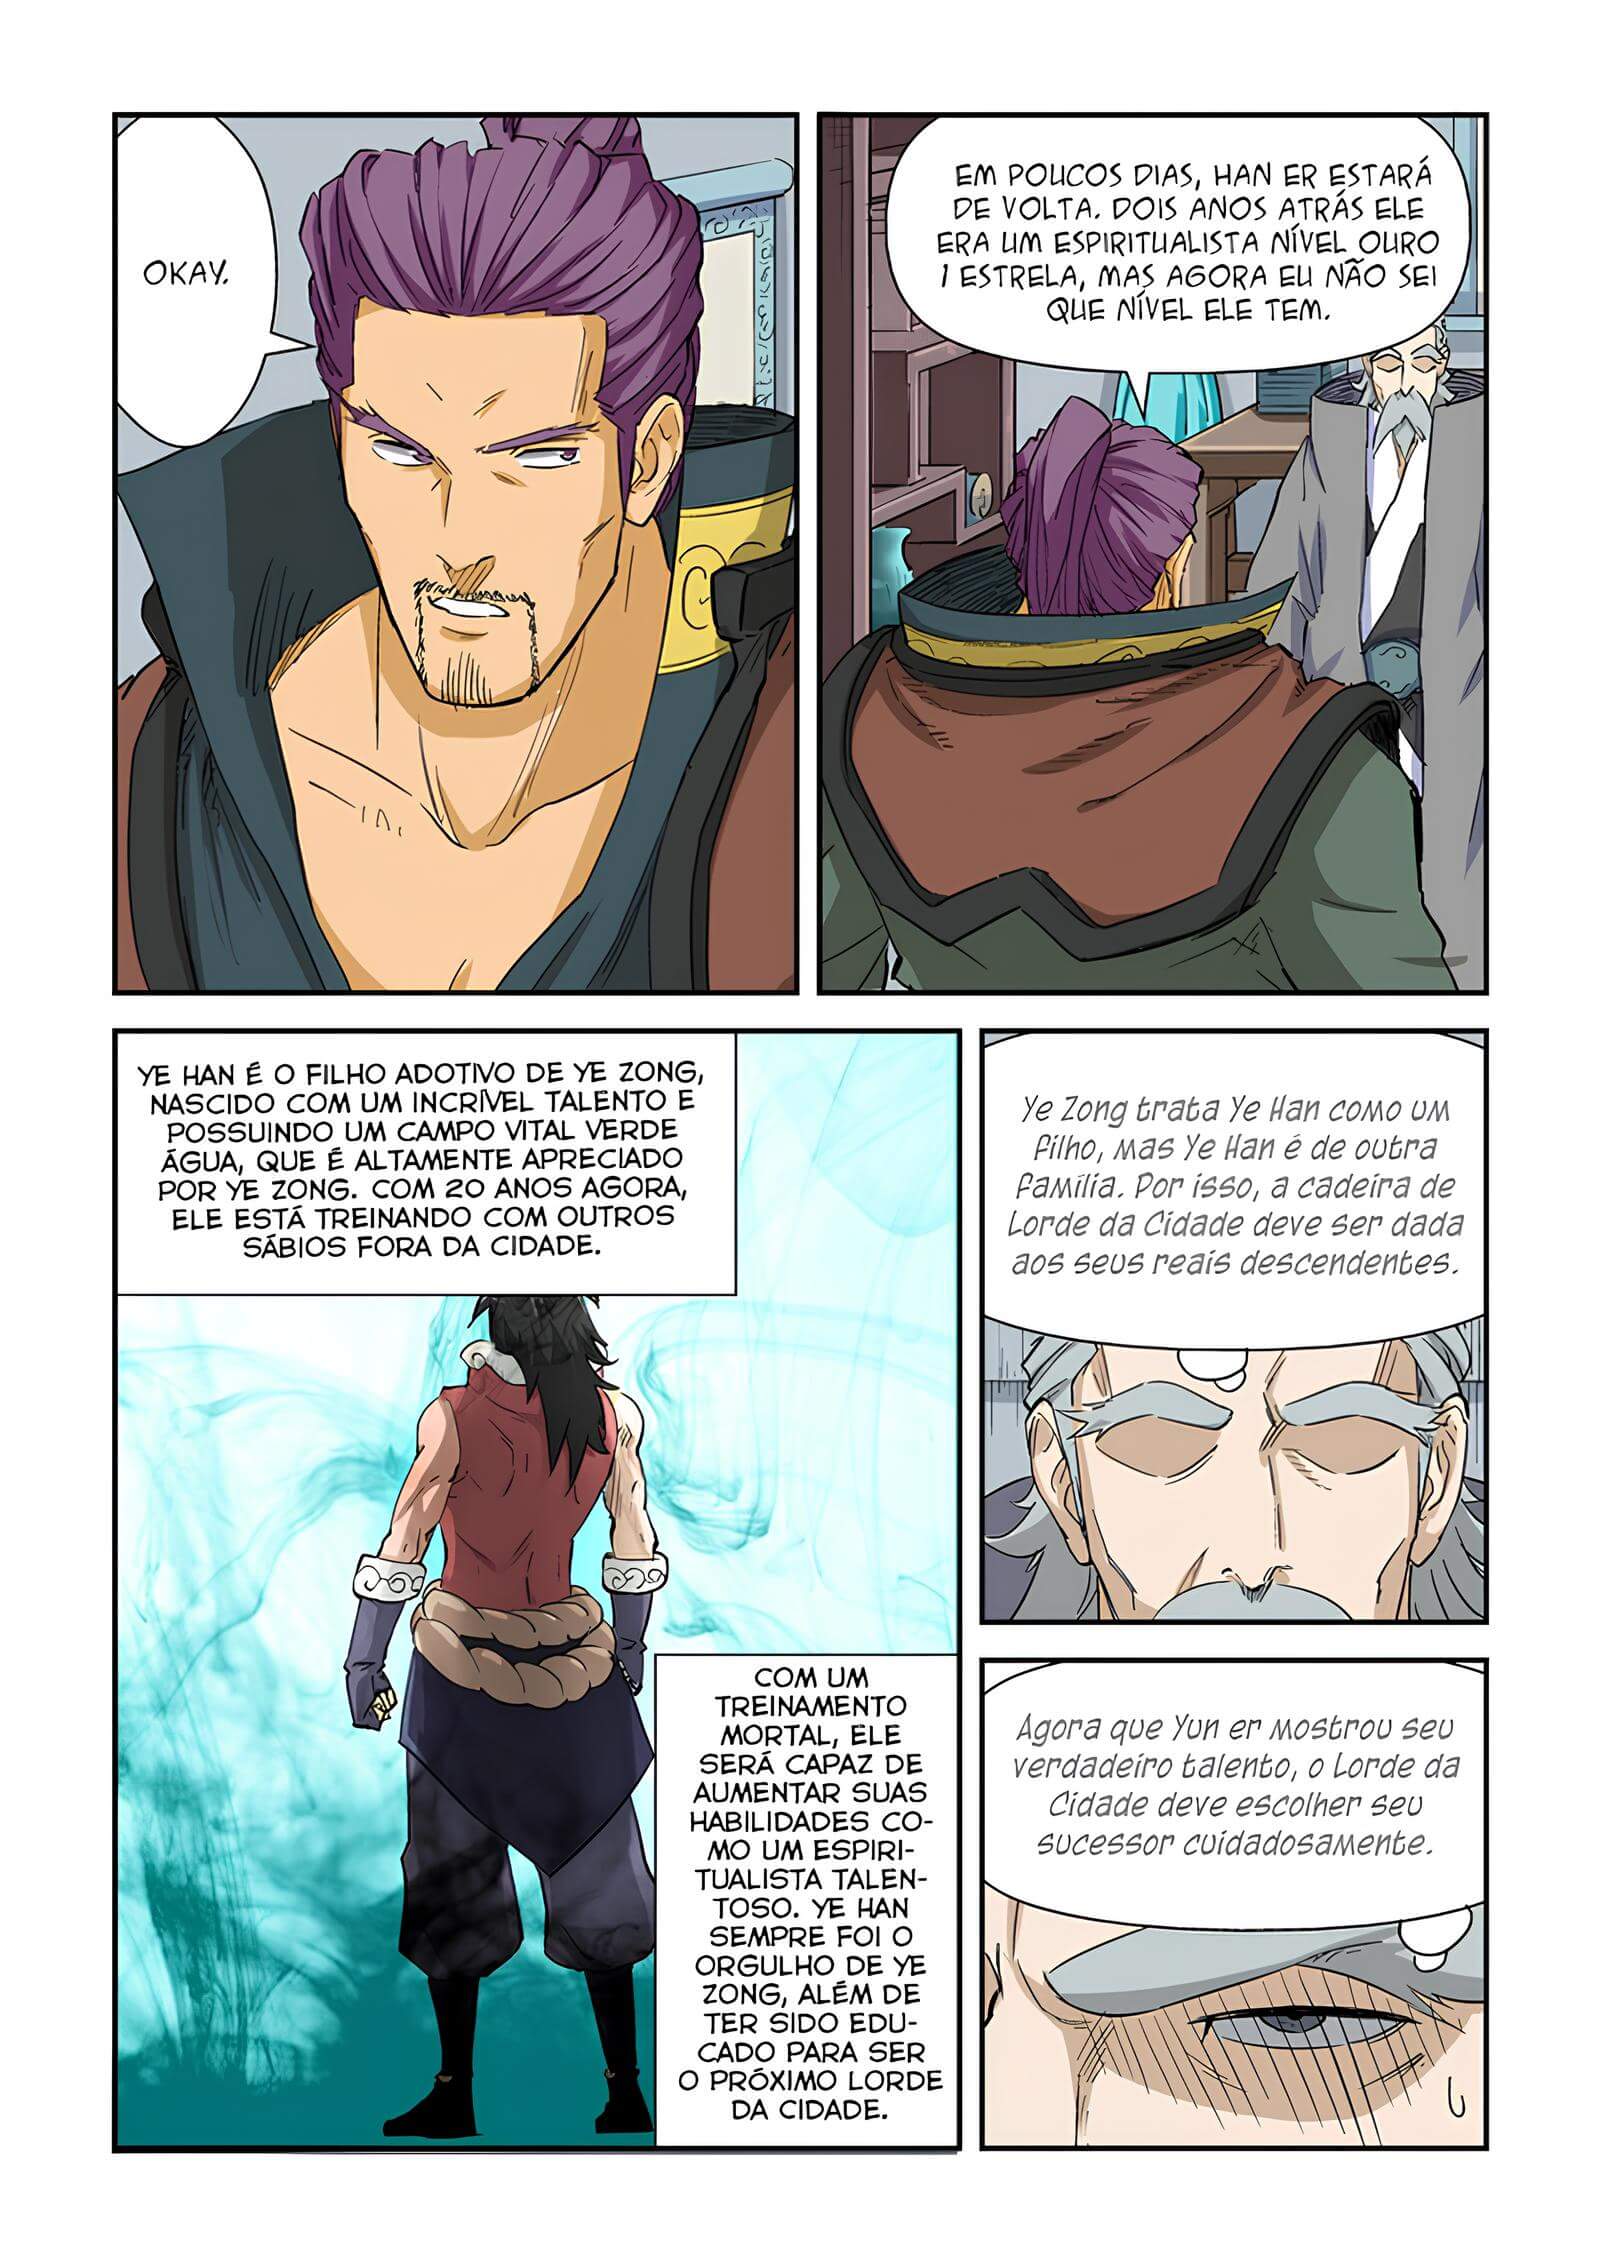 OKAY.
EM POUCOS DIAS, HAN ER ESTARÁ
DE VOLTA. DOIS ANOS ATRÁS ELE
ERA UM ESPIRITUALISTA NÍVEL OURO
1 ESTRELA, MAS AGORA EU NÃO SEI
QUE NÍVEL ELE TEM.
YE HAN É O FILHO ADOTIVO DE YE ZONG,
NASCIDO COM UM INCRÍVEL TALENTO E
POSSUINDO UM CAMPO VITAL VERDE
ÁGUA, QUE É ALTAMENTE APRECIADO
POR YE ZONG. COM 20 ANOS AGORA,
ELE ESTÁ TREINANDO COM OUTROS
SÁBIOS FORA DA CIDADE.
COM UM
TREINAMENTO
MORTAL, ELE
SERÁ CAPAZ DE
AUMENTAR SUAS
HABILIDADES CO-
MO UM ESPIRI-
TUALISTA TALEN-
TOSO. YE HAN
SEMPRE FOI O
ORGULHO DE YE
ZONG, ALÉM DE
TER SIDO EDU-
CADO PARA SER
O PRÓXIMO LORDE
DA CIDADE.
Ye Zong trata Ye Han como um
filho, mas Ye Han é de outra
família. Por isso, a cadeira de
Lorde da Cidade deve ser dada
aos seus reais descendentes.
Agora que Yun er mostrou seu
verdadeiro talento, o Lorde da
Cidade deve escolher seu
sucessor cuidadosamente.